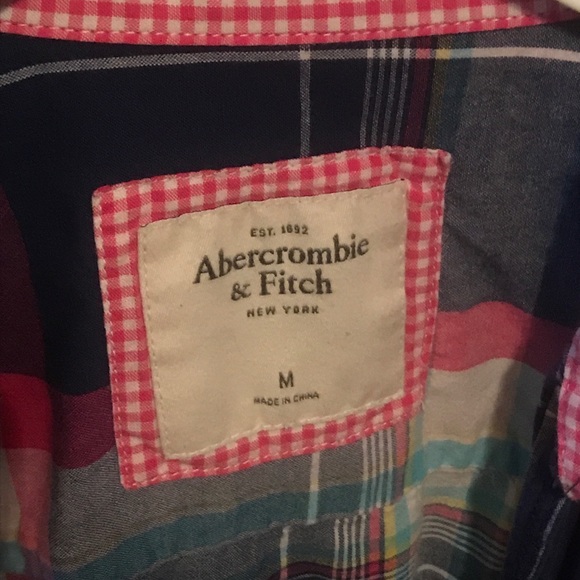 EST. 1892
Abercrombie
& Fitch
NEW YORK
M
MADE IN CHINA